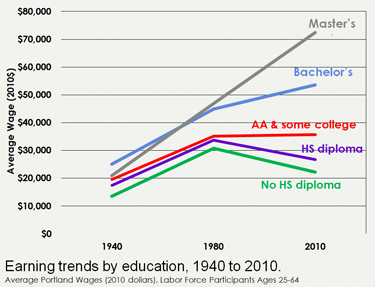 $80,000
Master's
$70,000
$60,000
Bachelor's
$50,000
$40,000
AA & some college
$30,000
HS diploma
$20,000
No HS diploma
$10,000
$0
Average Wage (2010$)
1940
1980
2010
Earning trends by education, 1940 to 2010.
Average Portland Wages (2010 dollars), Labor Force Participants Ages 25-64